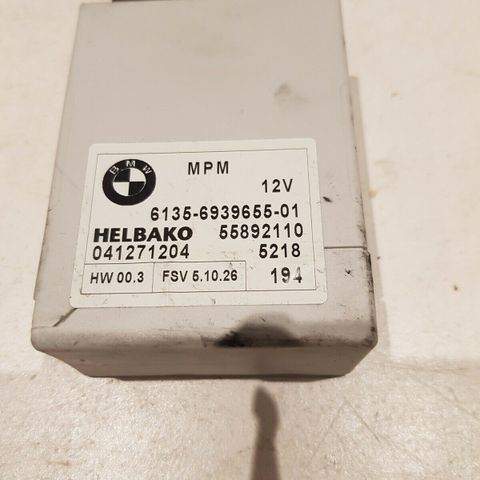 BMW
MPM
12V
6135-6939655-01
HELBAKO 55892110
041271204 5218
HW 00.3 FSV 5.10.26 194